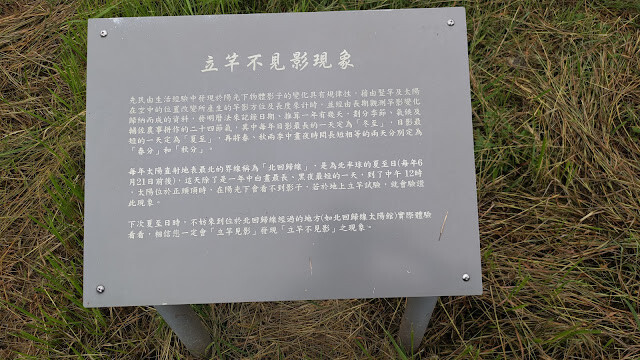 立竿不見影現象
先民由生活經驗中發現於陽光下物體影子的變化具有規律性，藉由豎竿及太陽
在空中的位置改變所產生的竿影方位及長度來計時，並經由長期觀測竿影變化
歸納而成的資料，發明曆法來記錄日期、推算一年有幾天，劃分季節、氣候及
輔放農事耕作的二十四節氣，其中每年日影最長的一天定為「冬至」，日影最
短的一天定為「夏至」，再將春、秋兩季中晝夜時間長短相等的兩天分別定為
「春分」和「秋分」。
每年太陽直射地表最北的界線稱為「北回歸線」，是為北半球的夏至日(每年6
月21日前後)，這天除了是一年中白晝最長，黑夜最短的一天，到了中午12時
，太陽位於正頭頂時，在陽光下會看不到影子，若於地上立竿試驗，就會驗證
此現象。
下次夏至日時，不妨來到位於北回歸線經過的地方(如北回歸線太陽館)實際體驗
看看，相信您一定會「立竿見影」發現「立竿不見影」之現象。